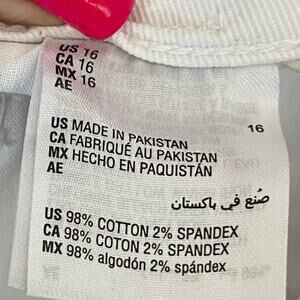 US 16
CA 16
MX 16
AE
16
US MADE IN PAKISTAN
CA FABRIQUÉ AU PAKISTAN
MX HECHO EN PAQUISTÁN
AE
صُنع في باكستان
US 98% COTTON 2% SPANDEX
CA 98% COTON 2% SPANDEX
MX 98% algodón 2% spándex